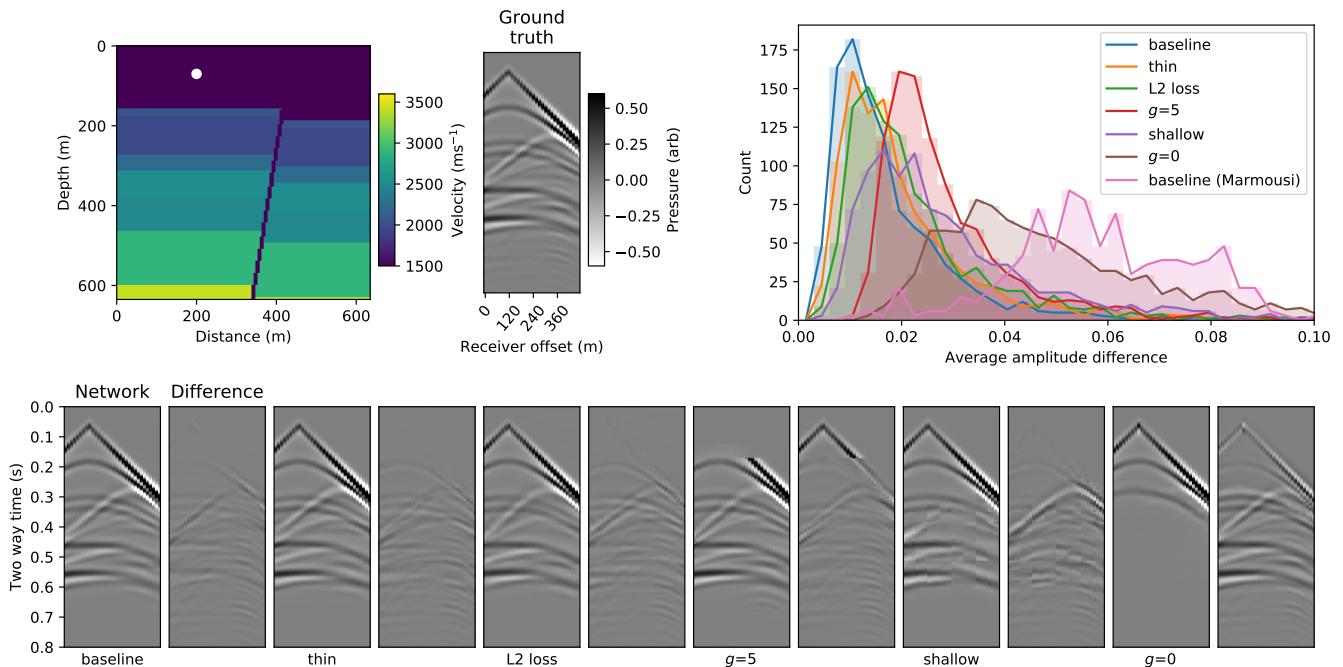 0
200
400
600
Depth (m)
0
200
400
600
Distance (m)
3500
3000
2500
2000
1500
Velocity (ms⁻¹)
Ground
truth
0
120
240
360
Receiver offset (m)
0.50
0.25
0.00
−0.25
−0.50
Pressure (arb)
175
150
125
100
75
50
25
0
Count
0.00
0.02
0.04
0.06
0.08
0.10
Average amplitude difference
baseline
thin
L2 loss
g=5
shallow
g=0
baseline (Marmousi)
Network
Difference
0.0
0.1
0.2
0.3
0.4
0.5
0.6
0.7
0.8
Two way time (s)
baseline
thin
L2 loss
g=5
shallow
g=0